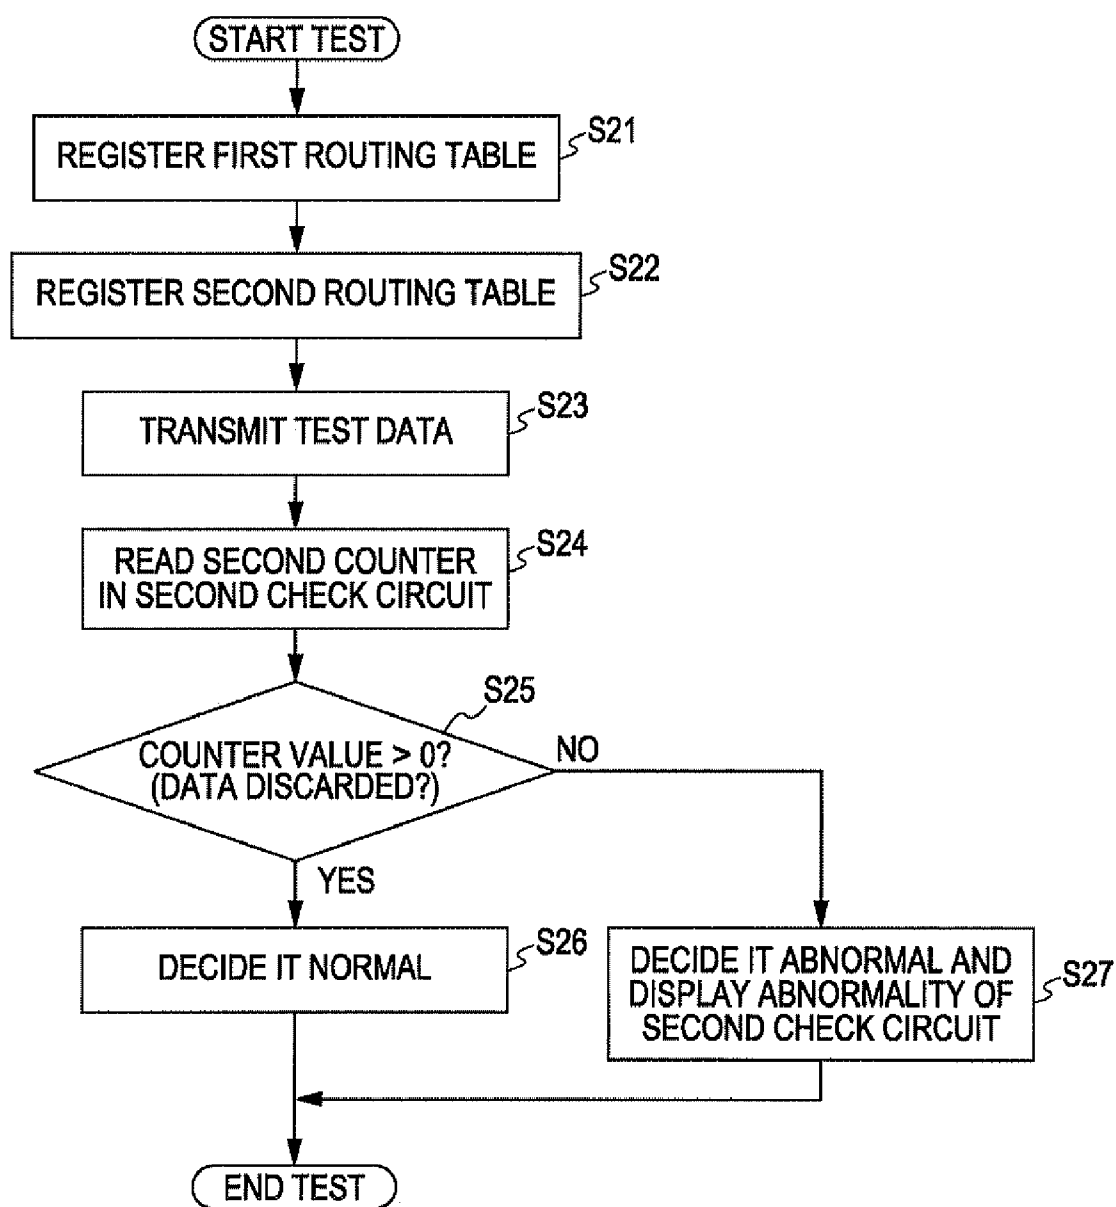 START TEST
S21
REGISTER FIRST ROUTING TABLE
S22
REGISTER SECOND ROUTING TABLE
S23
TRANSMIT TEST DATA
S24
READ SECOND COUNTER
IN SECOND CHECK CIRCUIT
S25
COUNTER VALUE > 0?
(DATA DISCARDED?)
NO
YES
S26
DECIDE IT NORMAL
S27
DECIDE IT ABNORMAL AND
DISPLAY ABNORMALITY OF
SECOND CHECK CIRCUIT
END TEST